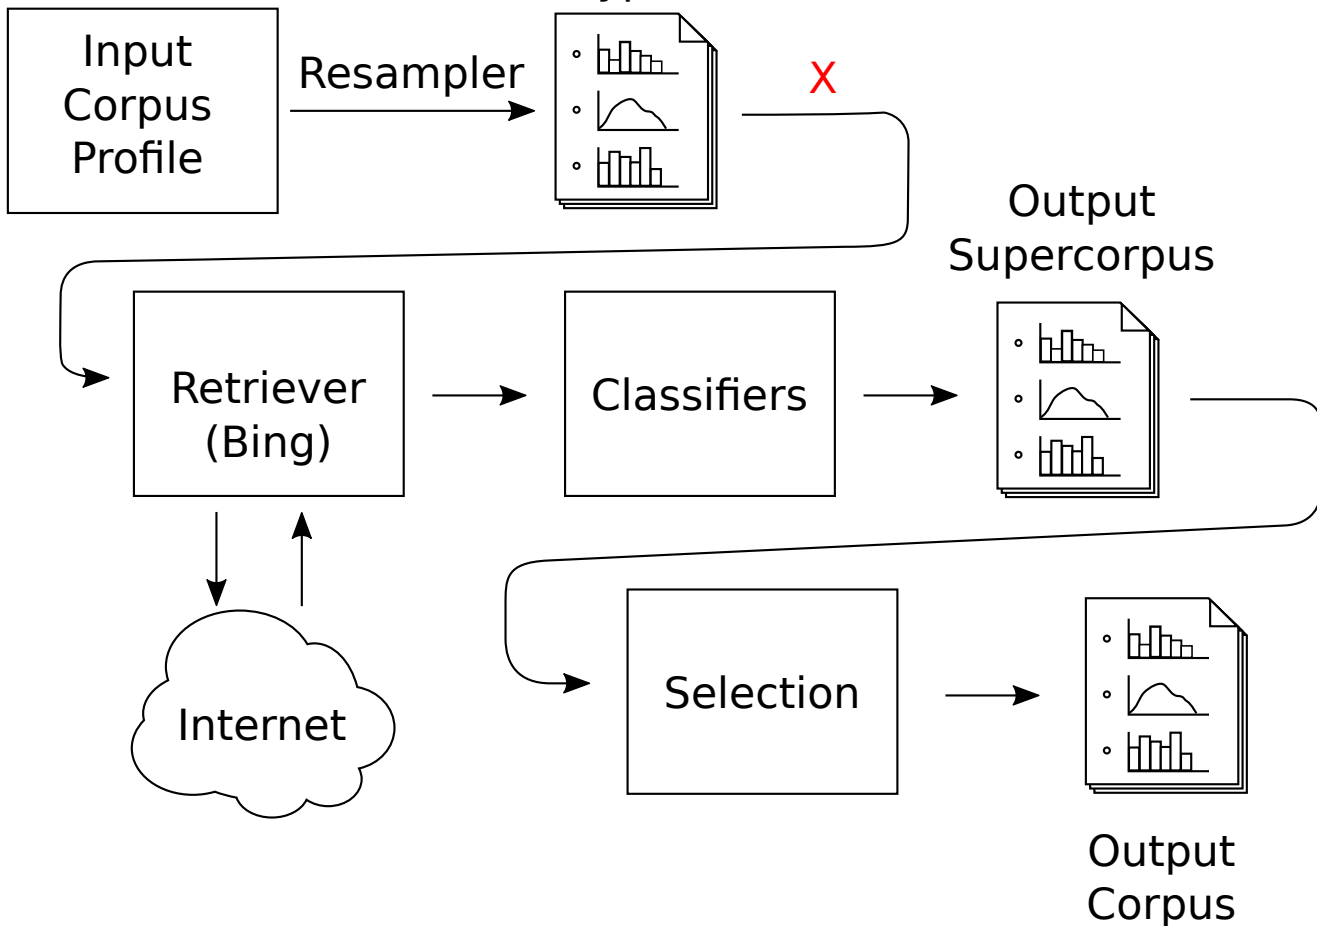 Input
Corpus
Profile
Resampler
X
Output
Supercorpus
Retriever
(Bing)
Classifiers
Internet
Selection
Output
Corpus